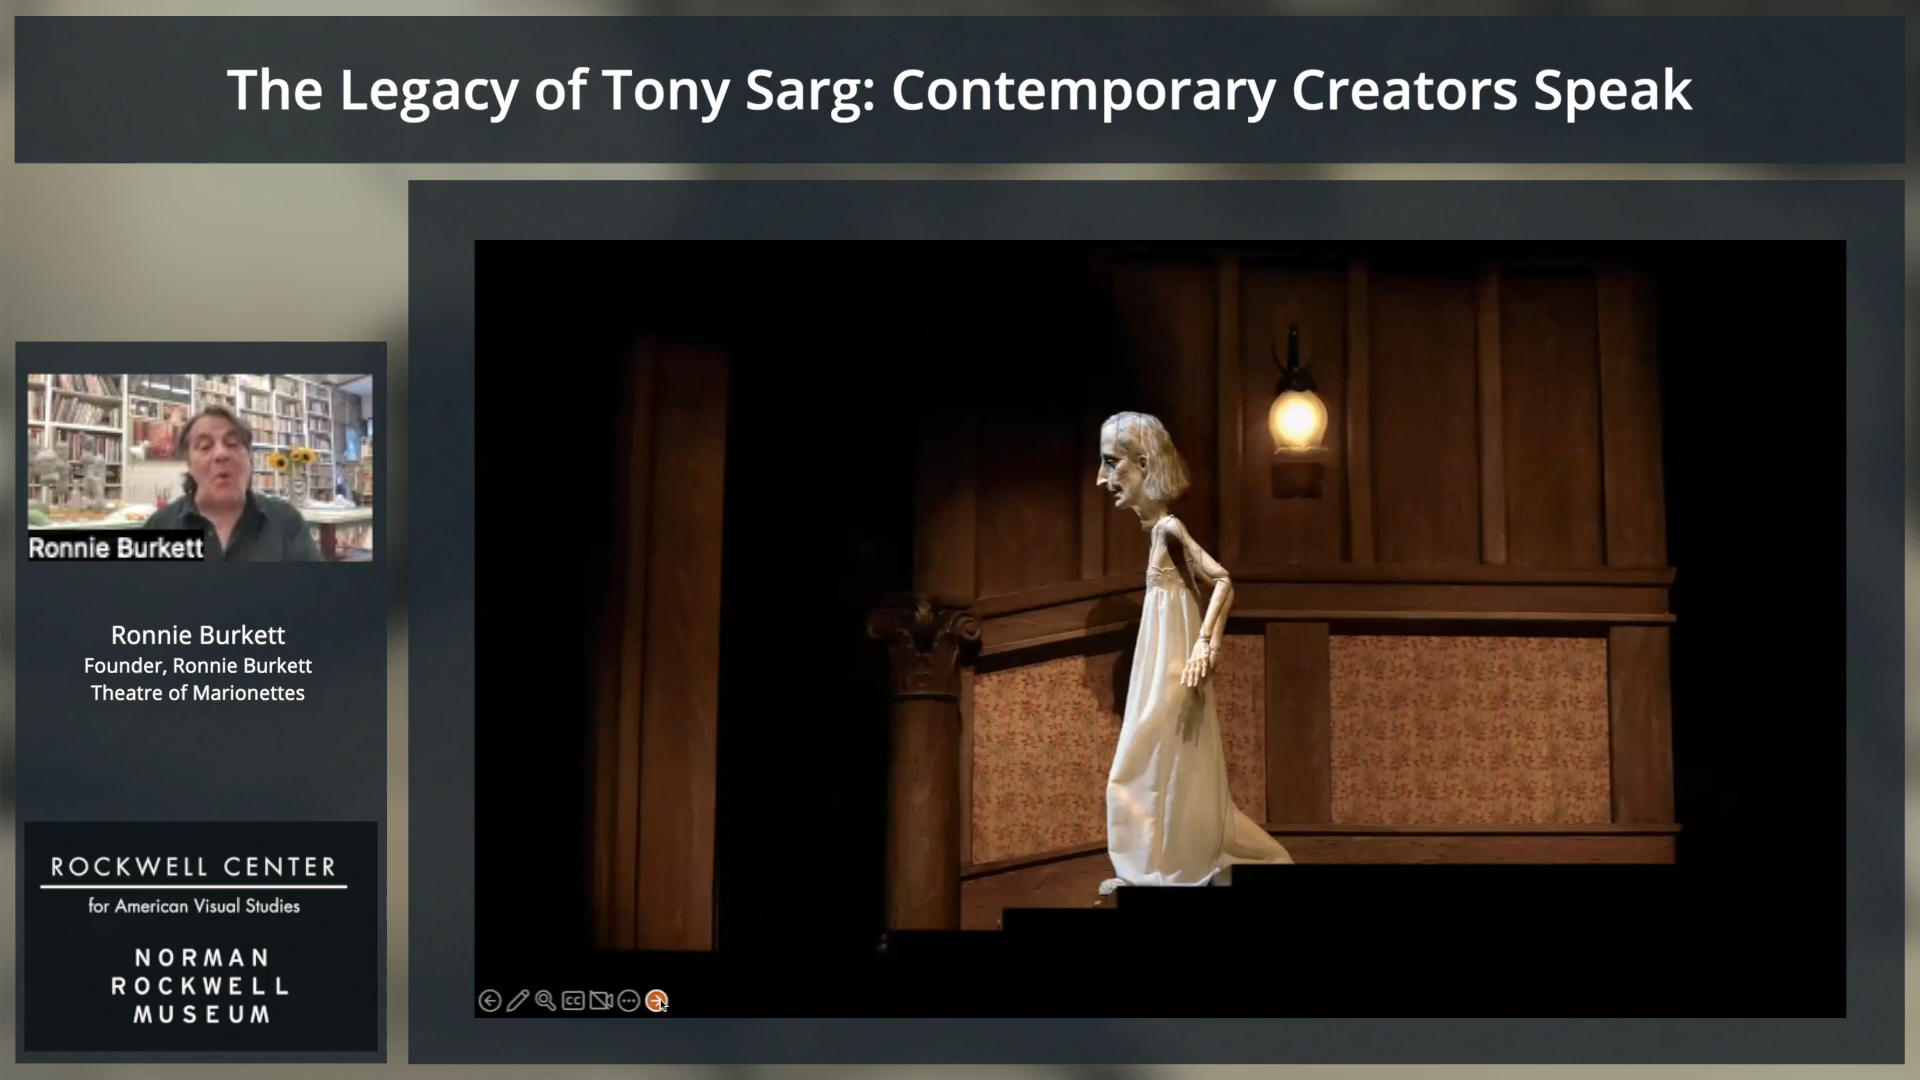 The Legacy of Tony Sarg: Contemporary Creators Speak
Ronnie Burkett
Ronnie Burkett
Founder, Ronnie Burkett
Theatre of Marionettes
ROCKWELL CENTER
for American Visual Studies
NORMAN
ROCKWELL
MUSEUM
CC